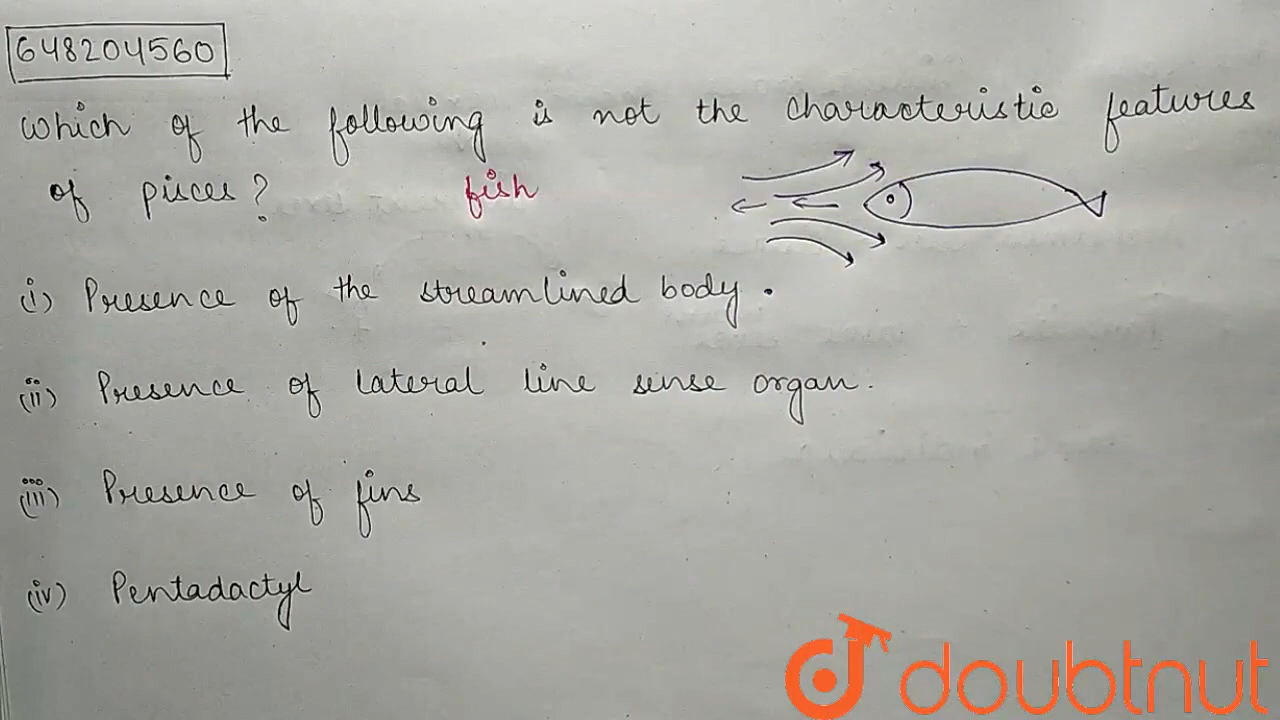 648204560
which of the following is not the characteristic features
of pisces?
fish
(i) Presence of the streamlined body.
(ii) Presence of lateral line sense organ.
(iii) Presence of fins
(iv) Pentadactyl
doubtnut